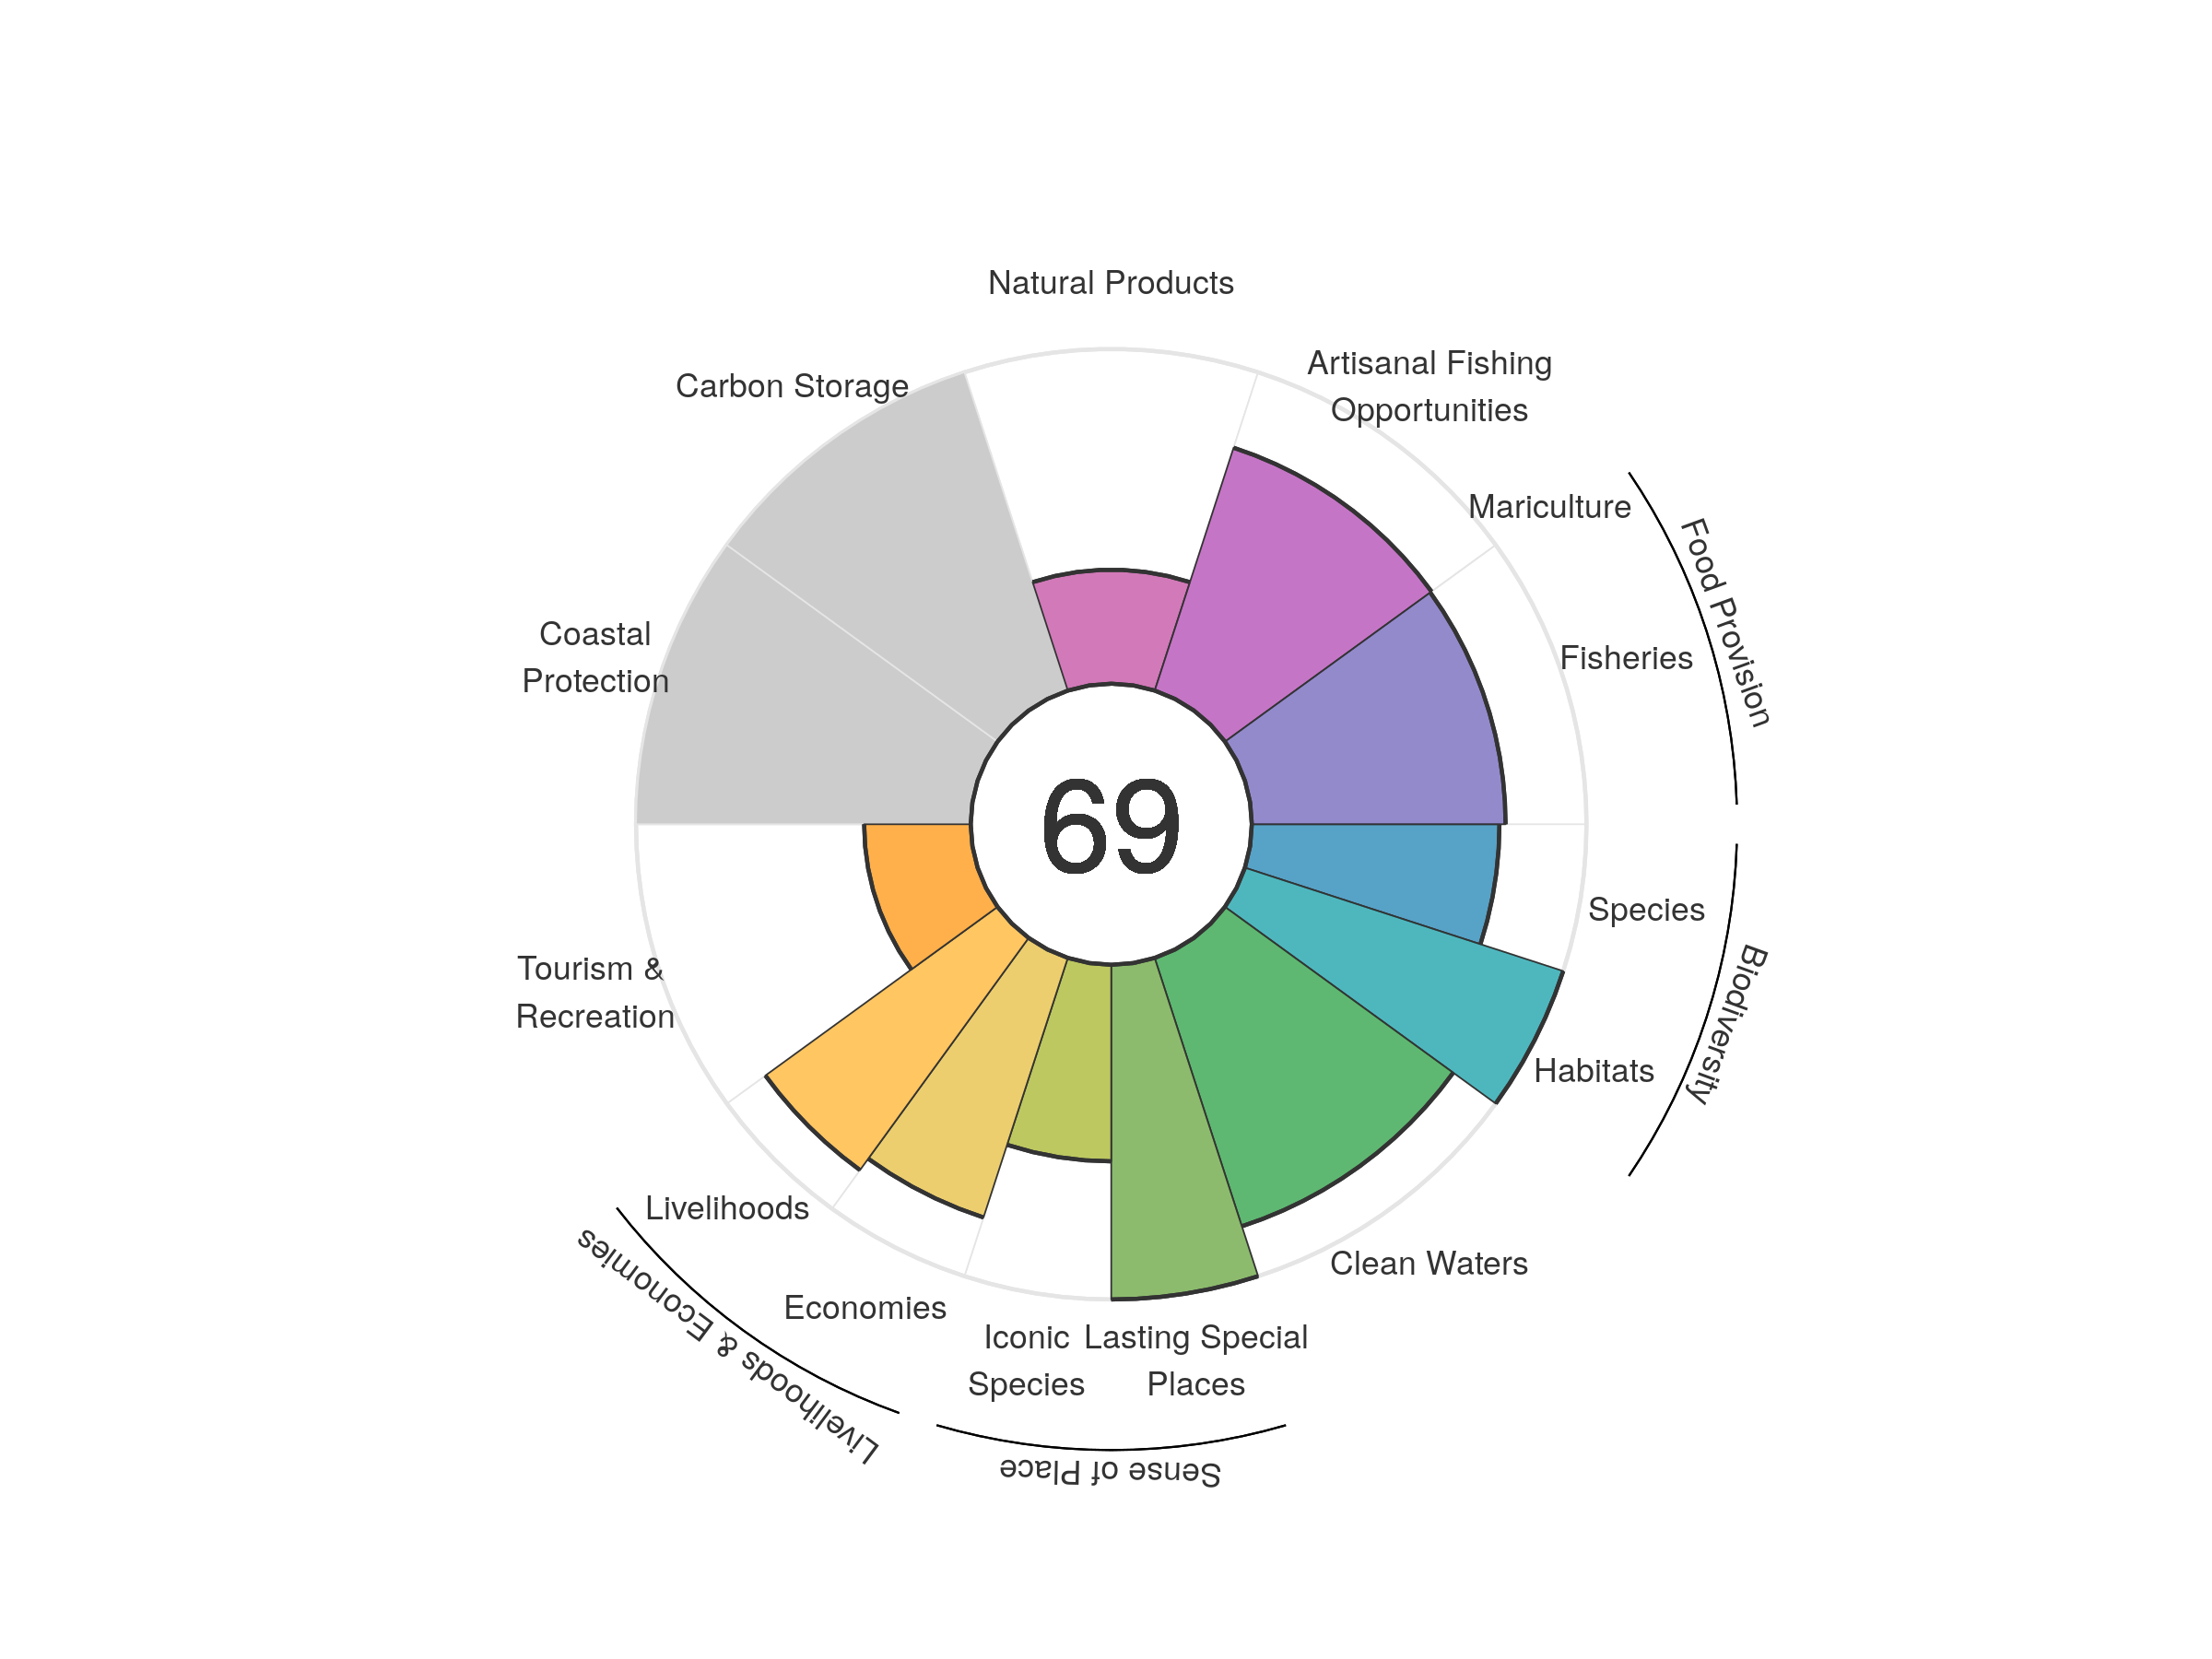 Natural Products
Artisanal Fishing
Opportunities
Carbon Storage
Mariculture
Food Provision
Fisheries
Coastal
Protection
69
Species
Biodiversity
Habitats
Tourism &
Recreation
Livelihoods
Livelihoods & Economies
Clean Waters
Economies
Iconic
Species
Lasting Special
Places
Sense of Place